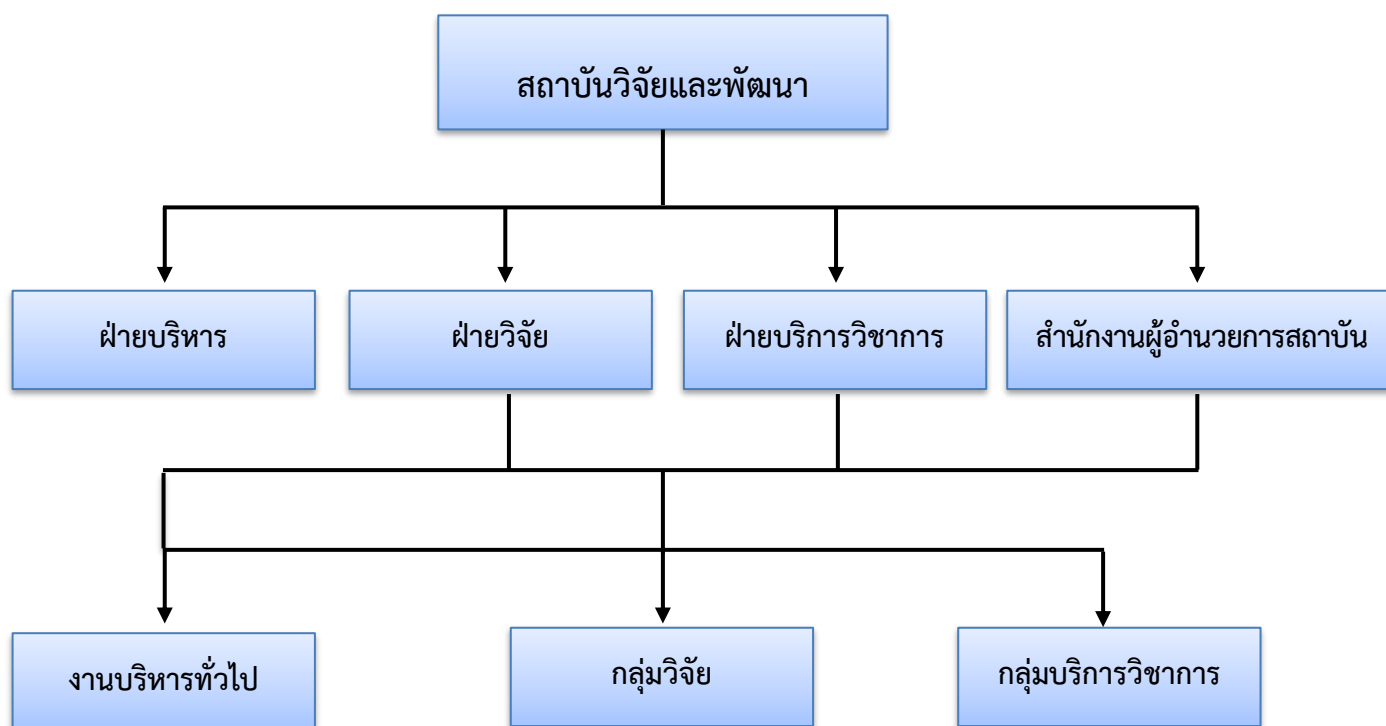 สถาบันวิจัยและพัฒนา
ฝ่ายบริหาร
ฝ่ายวิจัย
ฝ่ายบริการวิชาการ
สำนักงานผู้อำนวยการสถาบัน
งานบริหารทั่วไป
กลุ่มวิจัย
กลุ่มบริการวิชาการ